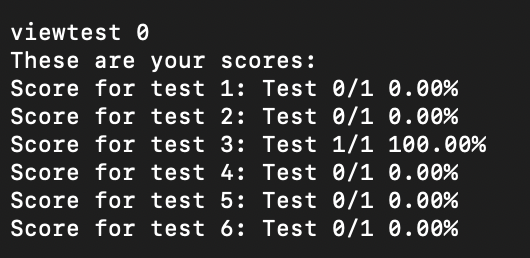 viewtest 0
These are your scores:
Score for test 1: Test 0/1 0.00%
Score for test 2: Test 0/1 0.00%
Score for test 3: Test 1/1 100.00%
Score for test 4: Test 0/1 0.00%
Score for test 5: Test 0/1 0.00%
Score for test 6: Test 0/1 0.00%